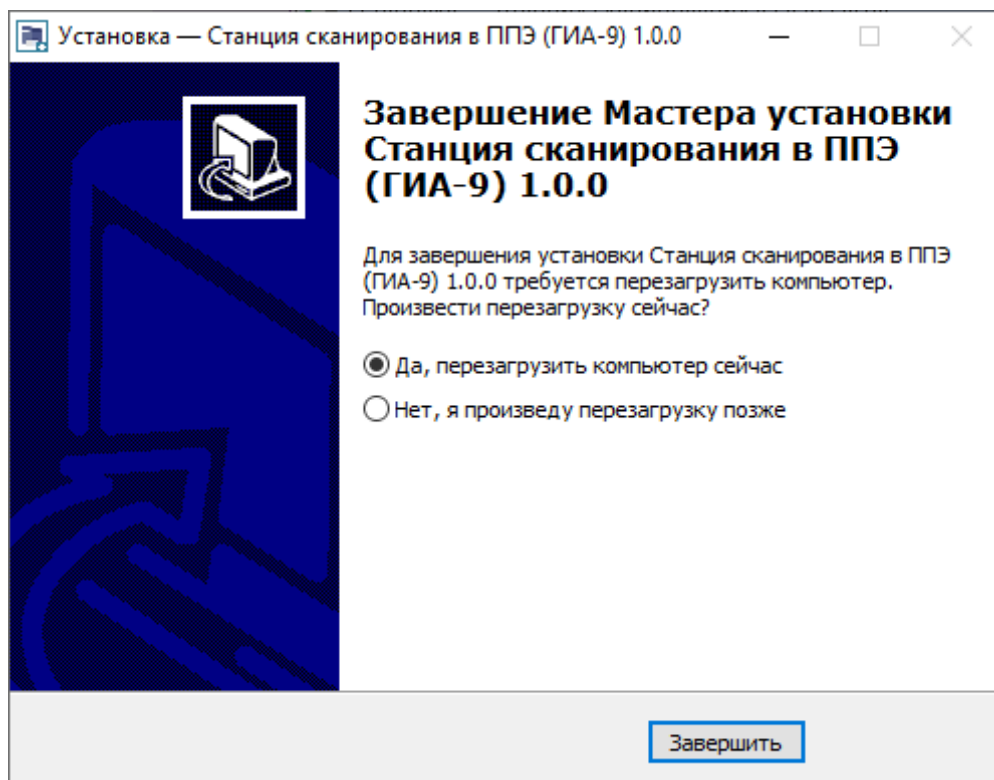 Установка — Станция сканирования в ППЭ (ГИА-9) 1.0.0
Завершение Мастера установки
Станция сканирования в ППЭ
(ГИА-9) 1.0.0
Для завершения установки Станция сканирования в ППЭ
(ГИА-9) 1.0.0 требуется перезагрузить компьютер.
Произвести перезагрузку сейчас?
Да, перезагрузить компьютер сейчас
Нет, я произведу перезагрузку позже
Завершить